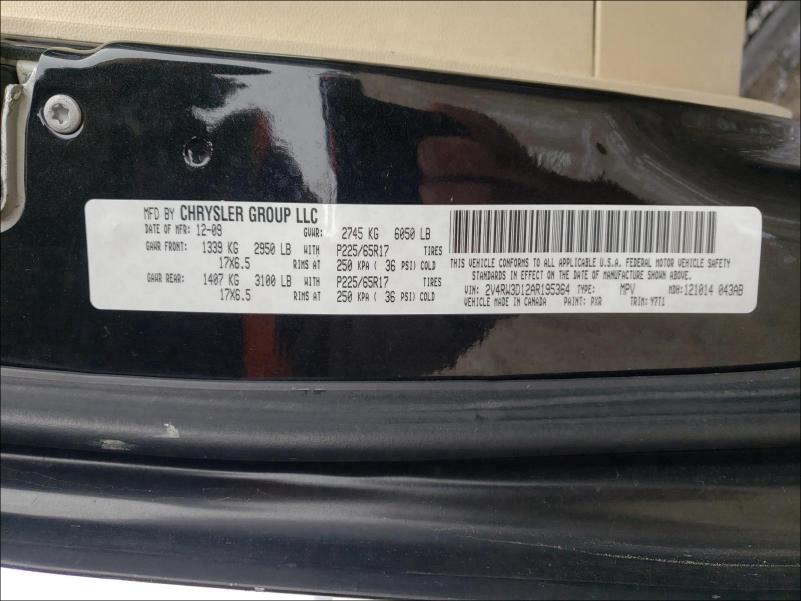 MFD BY CHRYSLER GROUP LLC
DATE OF MFR: 12-09 GVWR: 2745 KG 6050 LB
GAWR FRONT: 1339 KG 2950 LB WITH P225/65R17 TIRES
17X6.5 RIMS AT 250 KPA ( 36 PSI) COLD
GAWR REAR: 1407 KG 3100 LB WITH P225/65R17 TIRES
17X6.5 RIMS AT 250 KPA ( 36 PSI) COLD
THIS VEHICLE CONFORMS TO ALL APPLICABLE U.S.A. FEDERAL MOTOR VEHICLE SAFETY
STANDARDS IN EFFECT ON THE DATE OF MANUFACTURE SHOWN ABOVE.
VIN: 2V4RW3D12AR195364 TYPE: MPV MDH: 121014 043AB
VEHICLE MADE IN CANADA PAINT: PXR TRIM: Y7T1